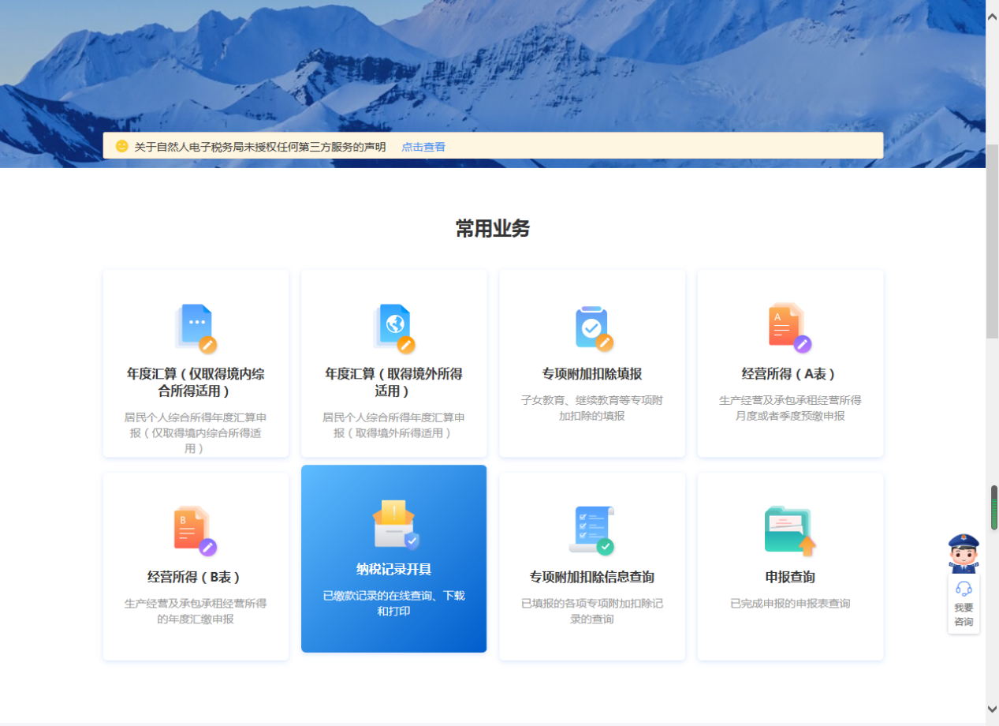 关于自然人电子税务局未授权任何第三方服务的声明 点击查看
常用业务
年度汇算（仅取得境内综
合所得适用）
居民个人综合所得年度汇算申
报（仅取得境内综合所得适
用）
年度汇算（取得境外所得
适用）
居民个人综合所得年度汇算申
报（取得境外所得适用）
专项附加扣除填报
子女教育、继续教育等专项附
加扣除的填报
A
经营所得（A表）
生产经营及承包承租经营所得
月度或者季度预缴申报
B
经营所得（B表）
生产经营及承包承租经营所得
的年度汇缴申报
纳税记录开具
已缴款记录的在线查询、下载
和打印
专项附加扣除信息查询
已填报的各项专项附加扣除记
录的查询
申报查询
已完成申报的申报表查询
我要
咨询